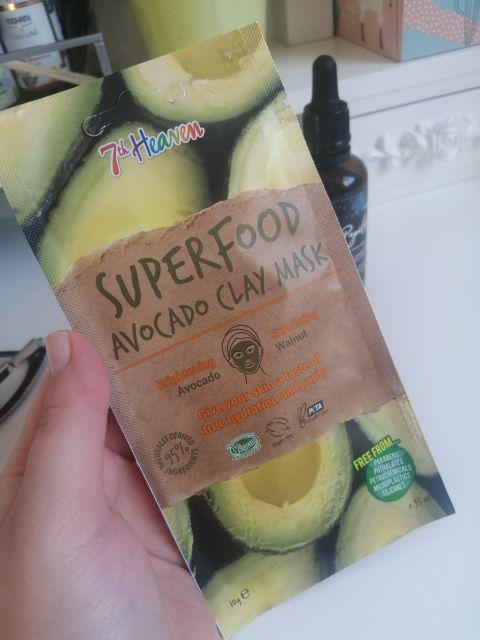 7th Heaven
SUPERFOOD
AVOCADO CLAY MASK
Brightening
Avocado
Exfoliating
Walnut
Give your skin a taste of
true hydration and purity
NATURALLY DERIVED
95%
INGREDIENTS
PeTA
FREE FROM
PARABENS
PHTHALATES
PETROCHEMICALS
MICROPLASTICS
SILICONES
10g e